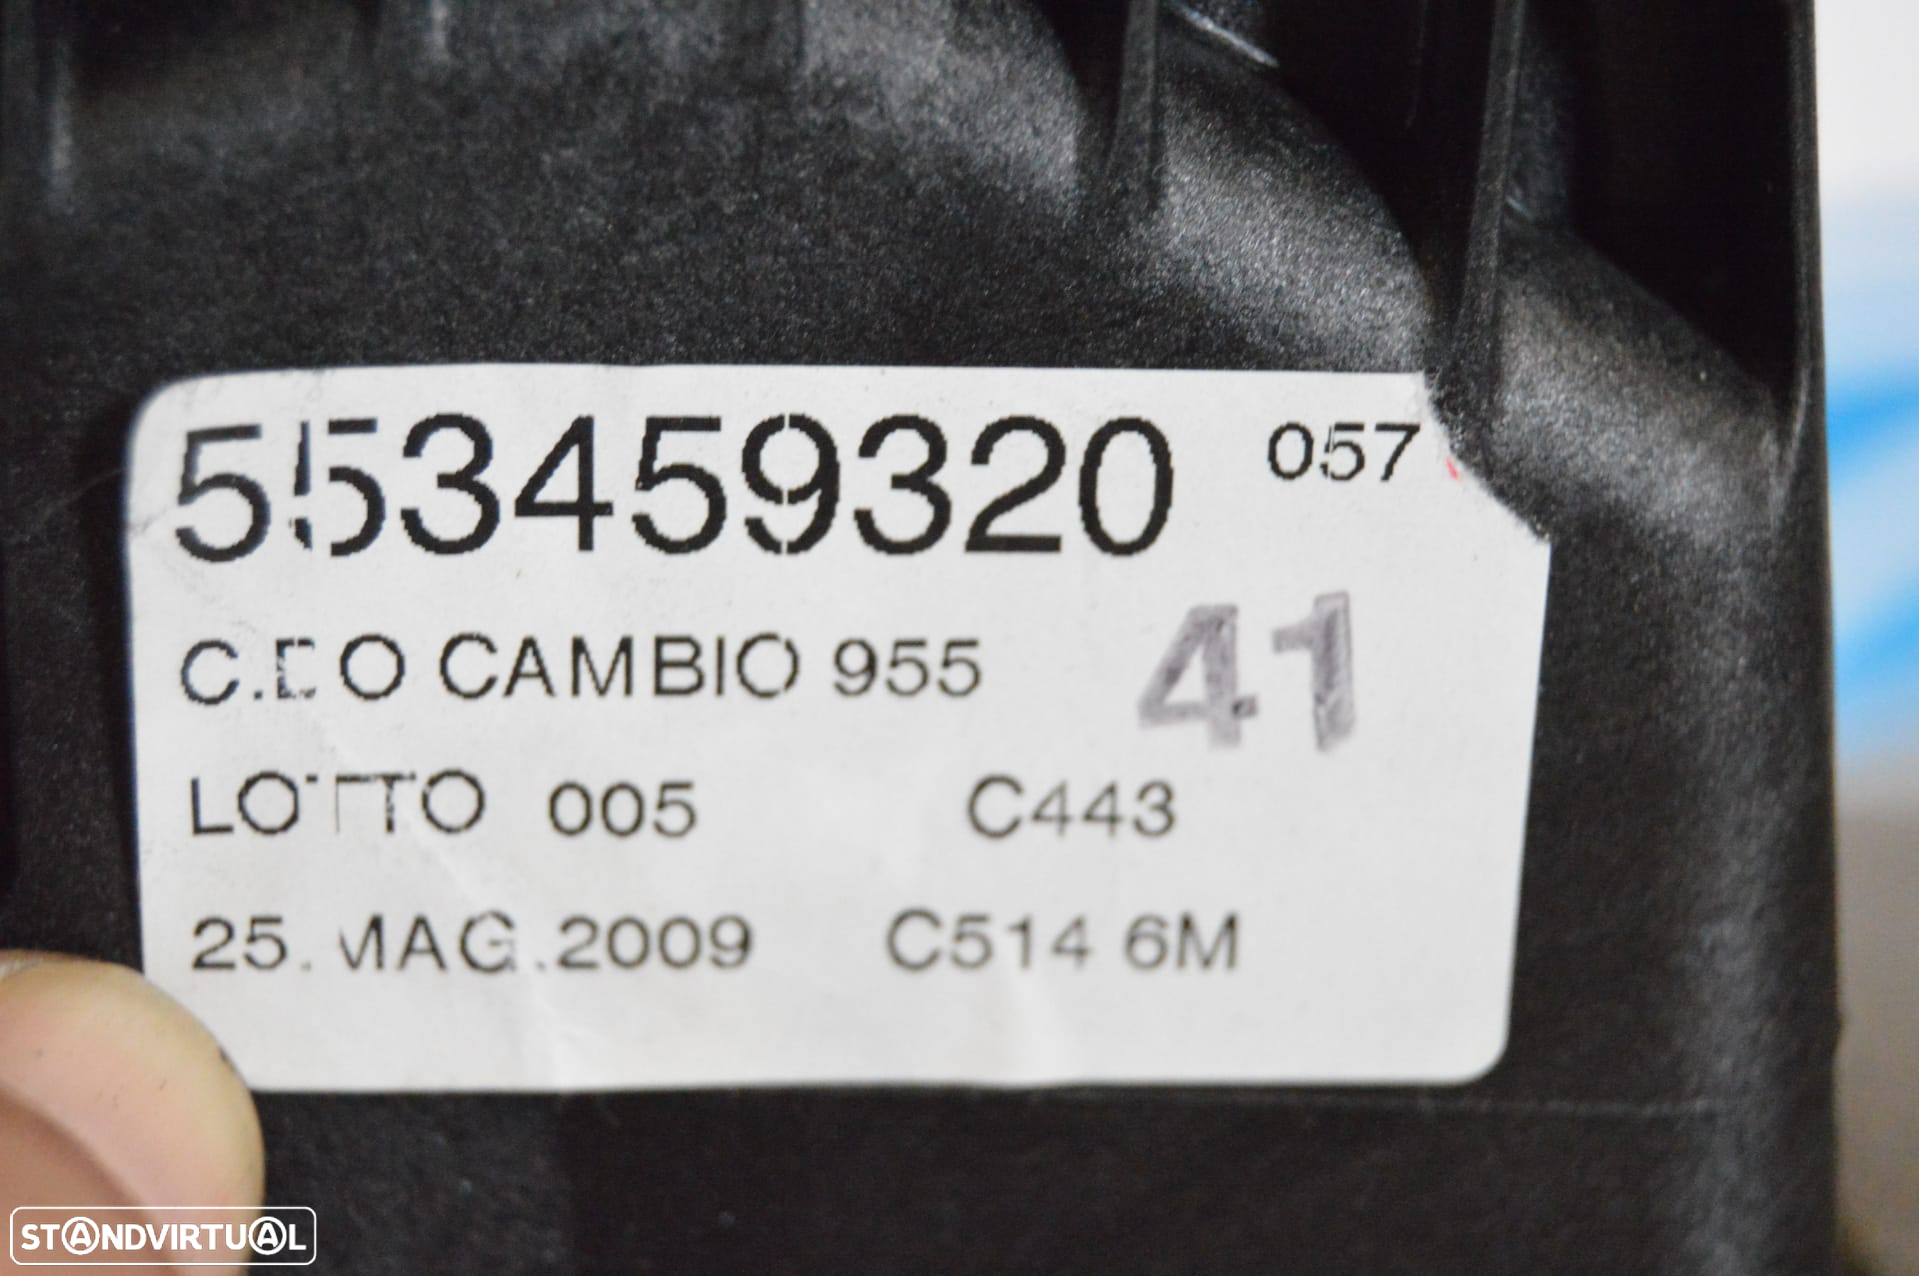 553459320 057
C.DO CAMBIO 955
41
LOTTO 005 C443
25.MAG.2009 C514 6M
STANDVIRTUAL